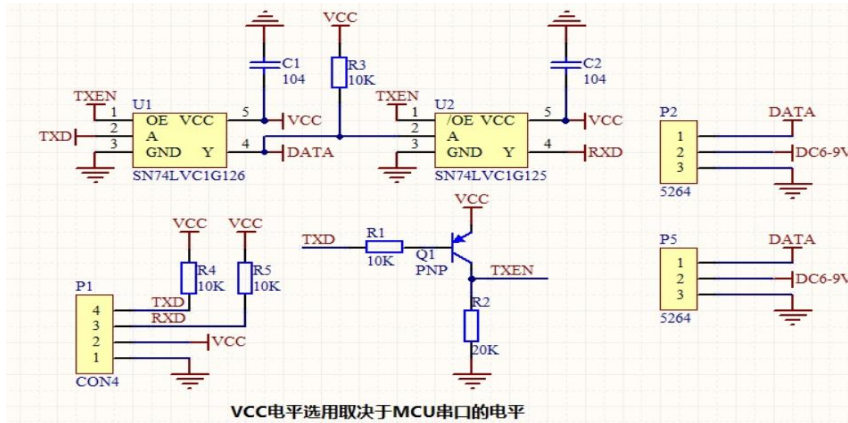 VCC
C1
104
R3
10K
C2
104
TXEN
U1
1
OE VCC
5
VCC
TXD
2
A
3
GND Y
4
DATA
SN74LVC1G126
TXEN
U2
1
/OE VCC
5
VCC
2
A
3
GND Y
4
RXD
SN74LVC1G125
P2
DATA
1
2
DC6-9V
3
5264
VCC
VCC
R4
10K
R5
10K
P1
TXD
4
RXD
3
2
VCC
1
CON4
VCC
TXD
R1
10K
Q1
PNP
TXEN
R2
20K
P5
DATA
1
2
DC6-9V
3
5264
VCC电平选用取决于MCU串口的电平